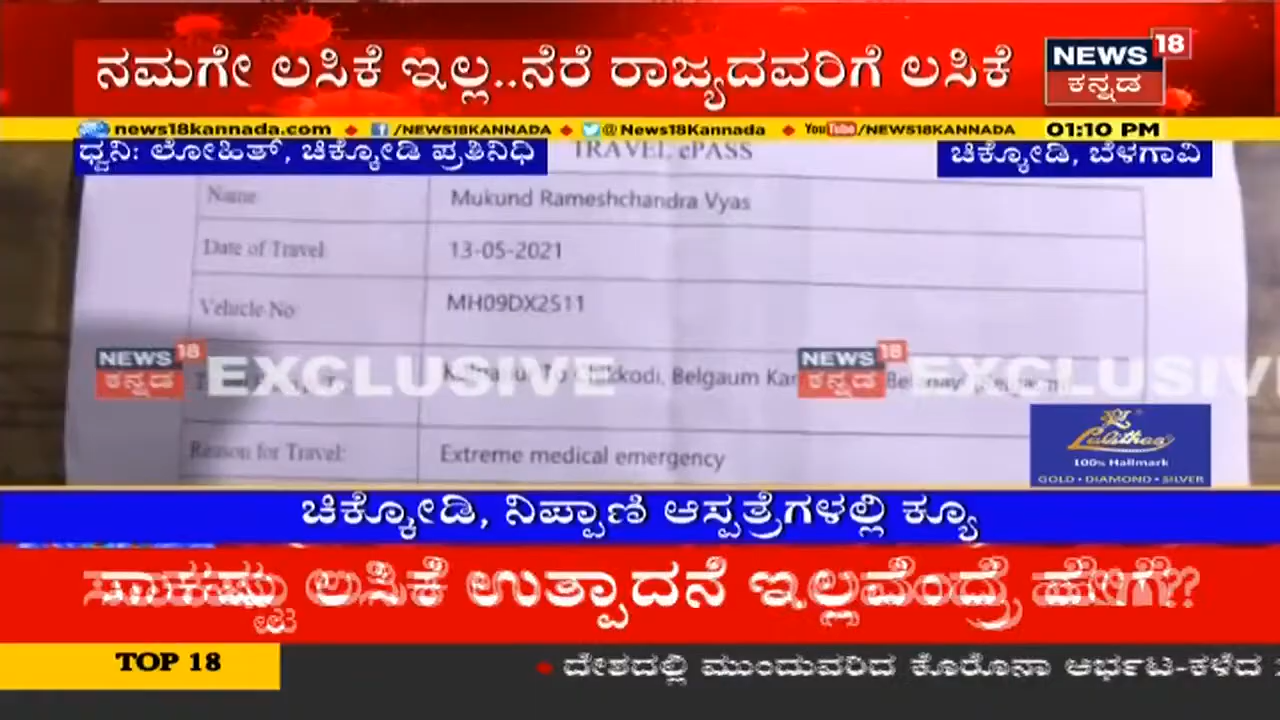 ನಮಗೇ ಲಸಿಕೆ ಇಲ್ಲ..ನೆರೆ ರಾಜ್ಯದವರಿಗೆ ಲಸಿಕೆ
NEWS 18
ಕನ್ನಡ
news18kannada.com /NEWS18KANNADA @News18Kannada YouTube /NEWS18KANNADA 01:10 PM
ಧ್ವನಿ: ಲೋಹಿತ್, ಚಿಕ್ಕೋಡಿ ಪ್ರತಿನಿಧಿ
TRAVEL ePASS
ಚಿಕ್ಕೋಡಿ, ಬೆಳಗಾವಿ
Name Mukund Rameshchandra Vyas
Date of Travel 13-05-2021
Vehicle No MH09DX2511
NEWS 18 ಕನ್ನಡ EXCLUSIVE
NEWS 18 ಕನ್ನಡ EXCLUSIVE
To Chikkodi, Belgaum
Reason for Travel: Extreme medical emergency
Lalithaa
100% Hallmark
GOLD • DIAMOND • SILVER
ಚಿಕ್ಕೋಡಿ, ನಿಪ್ಪಾಣಿ ಆಸ್ಪತ್ರೆಗಳಲ್ಲಿ ಕ್ಯೂ
ಲಸಿಕೆ ಉತ್ಪಾದನೆ ಇಲ್ಲವೆಂದ್ರೆ ಹೇಗೆ?
TOP 18
ದೇಶದಲ್ಲಿ ಮುಂದುವರಿದ ಕೊರೊನಾ ಆರ್ಭಟ-ಕಳೆದ